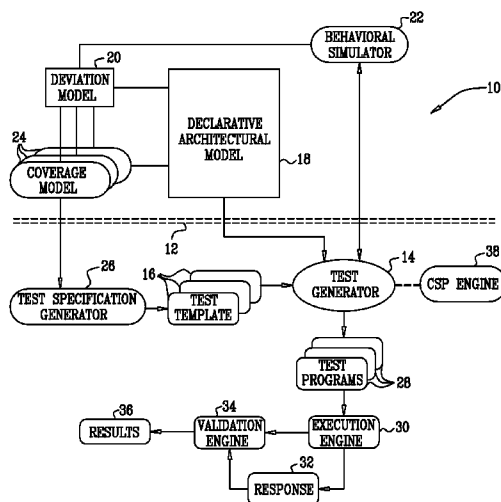 22
BEHAVIORAL
SIMULATOR
20
DEVIATION
MODEL
10
DECLARATIVE
ARCHITECTURAL
MODEL
18
24
COVERAGE
MODEL
12
38
26
16
14
TEST SPECIFICATION
GENERATOR
TEST
TEMPLATE
TEST
GENERATOR
CSP ENGINE
TEST
PROGRAMS
28
36
RESULTS
34
VALIDATION
ENGINE
EXECUTION
ENGINE
30
32
RESPONSE